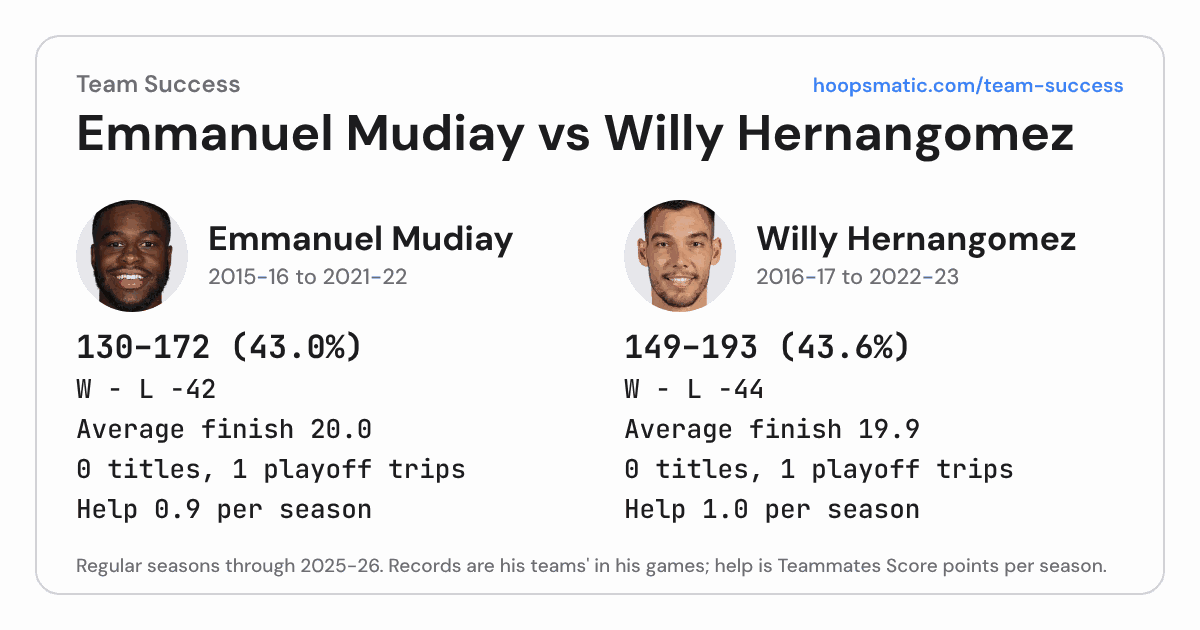 Team Success
hoopsmatic.com/team-success
Emmanuel Mudiay vs Willy Hernangomez
Emmanuel Mudiay
2015-16 to 2021-22
130-172 (43.0%)
W - L -42
Average finish 20.0
0 titles, 1 playoff trips
Help 0.9 per season
Willy Hernangomez
2016-17 to 2022-23
149-193 (43.6%)
W - L -44
Average finish 19.9
0 titles, 1 playoff trips
Help 1.0 per season
Regular seasons through 2025-26. Records are his teams' in his games; help is Teammates Score points per season.